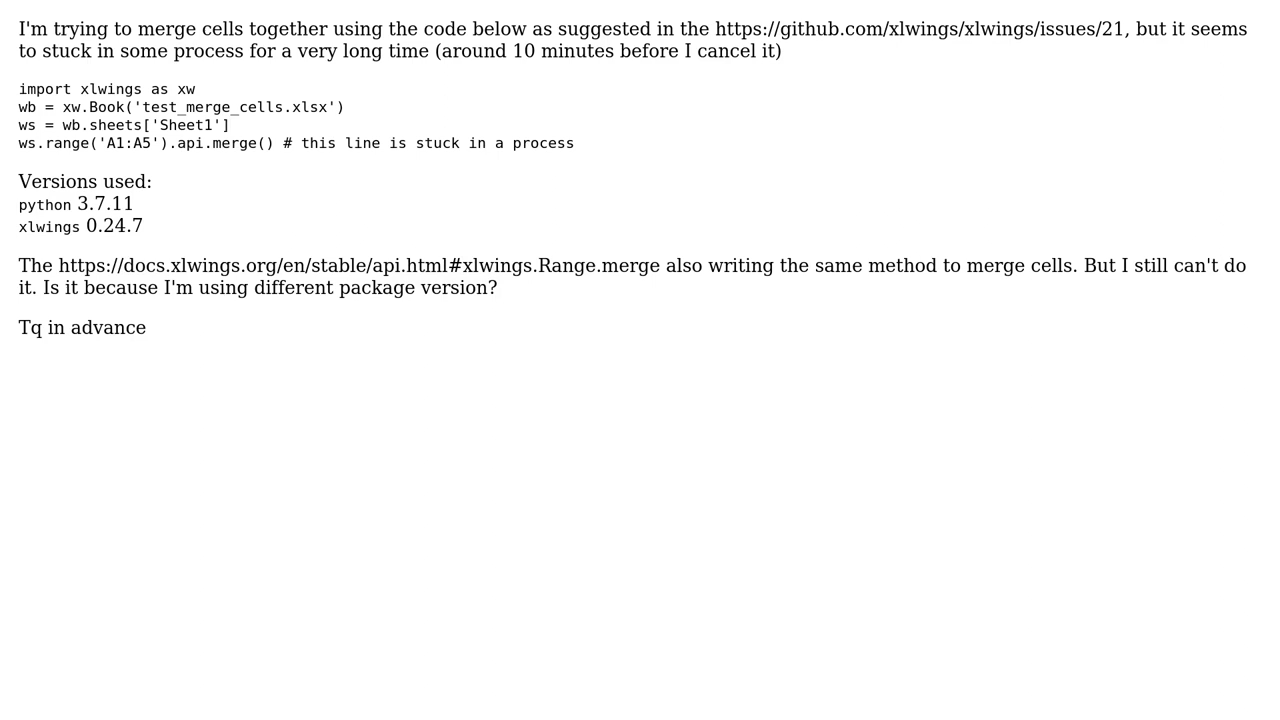 I'm trying to merge cells together using the code below as suggested in the https://github.com/xlwings/xlwings/issues/21, but it seems
to stuck in some process for a very long time (around 10 minutes before I cancel it)
import xlwings as xw
wb = xw.Book('test_merge_cells.xlsx')
ws = wb.sheets['Sheet1']
ws.range('A1:A5').api.merge() # this line is stuck in a process
Versions used:
python 3.7.11
xlwings 0.24.7
The https://docs.xlwings.org/en/stable/api.html#xlwings.Range.merge also writing the same method to merge cells. But I still can't do
it. Is it because I'm using different package version?
Tq in advance